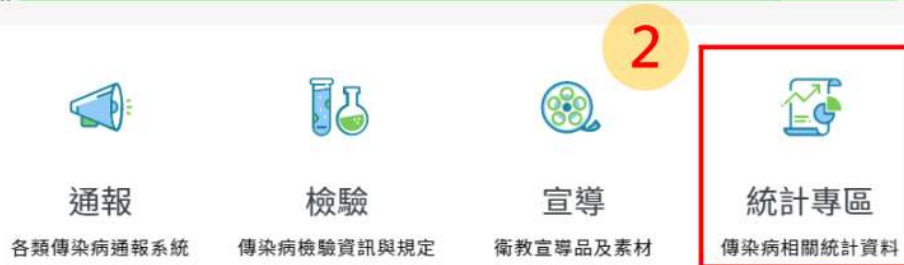 2
通報
檢驗
宣導
統計專區
各類傳染病通報系統
傳染病檢驗資訊與規定
衛教宣導品及素材
傳染病相關統計資料